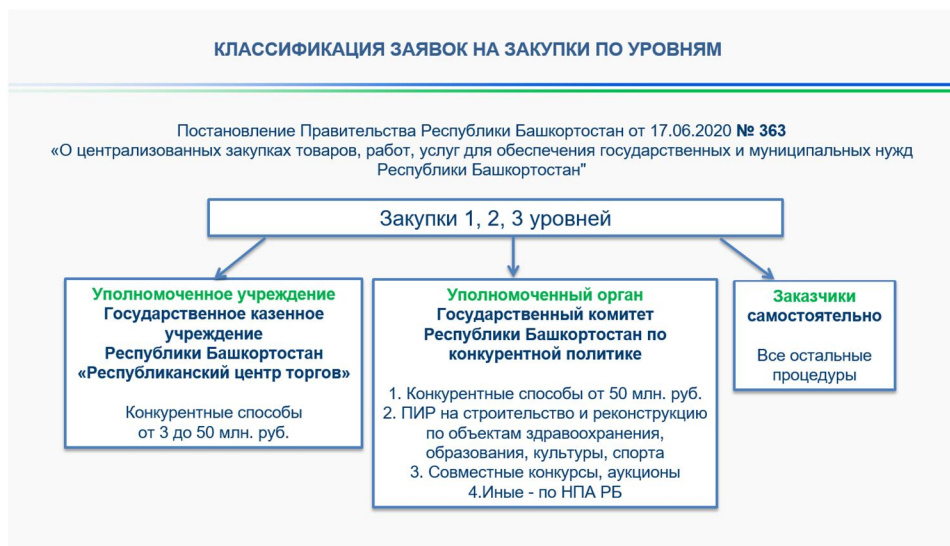 КЛАССИФИКАЦИЯ ЗАЯВОК НА ЗАКУПКИ ПО УРОВНЯМ
Постановление Правительства Республики Башкортостан от 17.06.2020 № 363
«О централизованных закупках товаров, работ, услуг для обеспечения государственных и муниципальных нужд
Республики Башкортостан"
Закупки 1, 2, 3 уровней
Уполномоченное учреждение
Государственное казенное
учреждение
Республики Башкортостан
«Республиканский центр торгов»
Конкурентные способы
от 3 до 50 млн. руб.
Уполномоченный орган
Государственный комитет
Республики Башкортостан по
конкурентной политике
1. Конкурентные способы от 50 млн. руб.
2. ПИР на строительство и реконструкцию
по объектам здравоохранения,
образования, культуры, спорта
3. Совместные конкурсы, аукционы
4.Иные - по НПА РБ
Заказчики
самостоятельно
Все остальные
процедуры